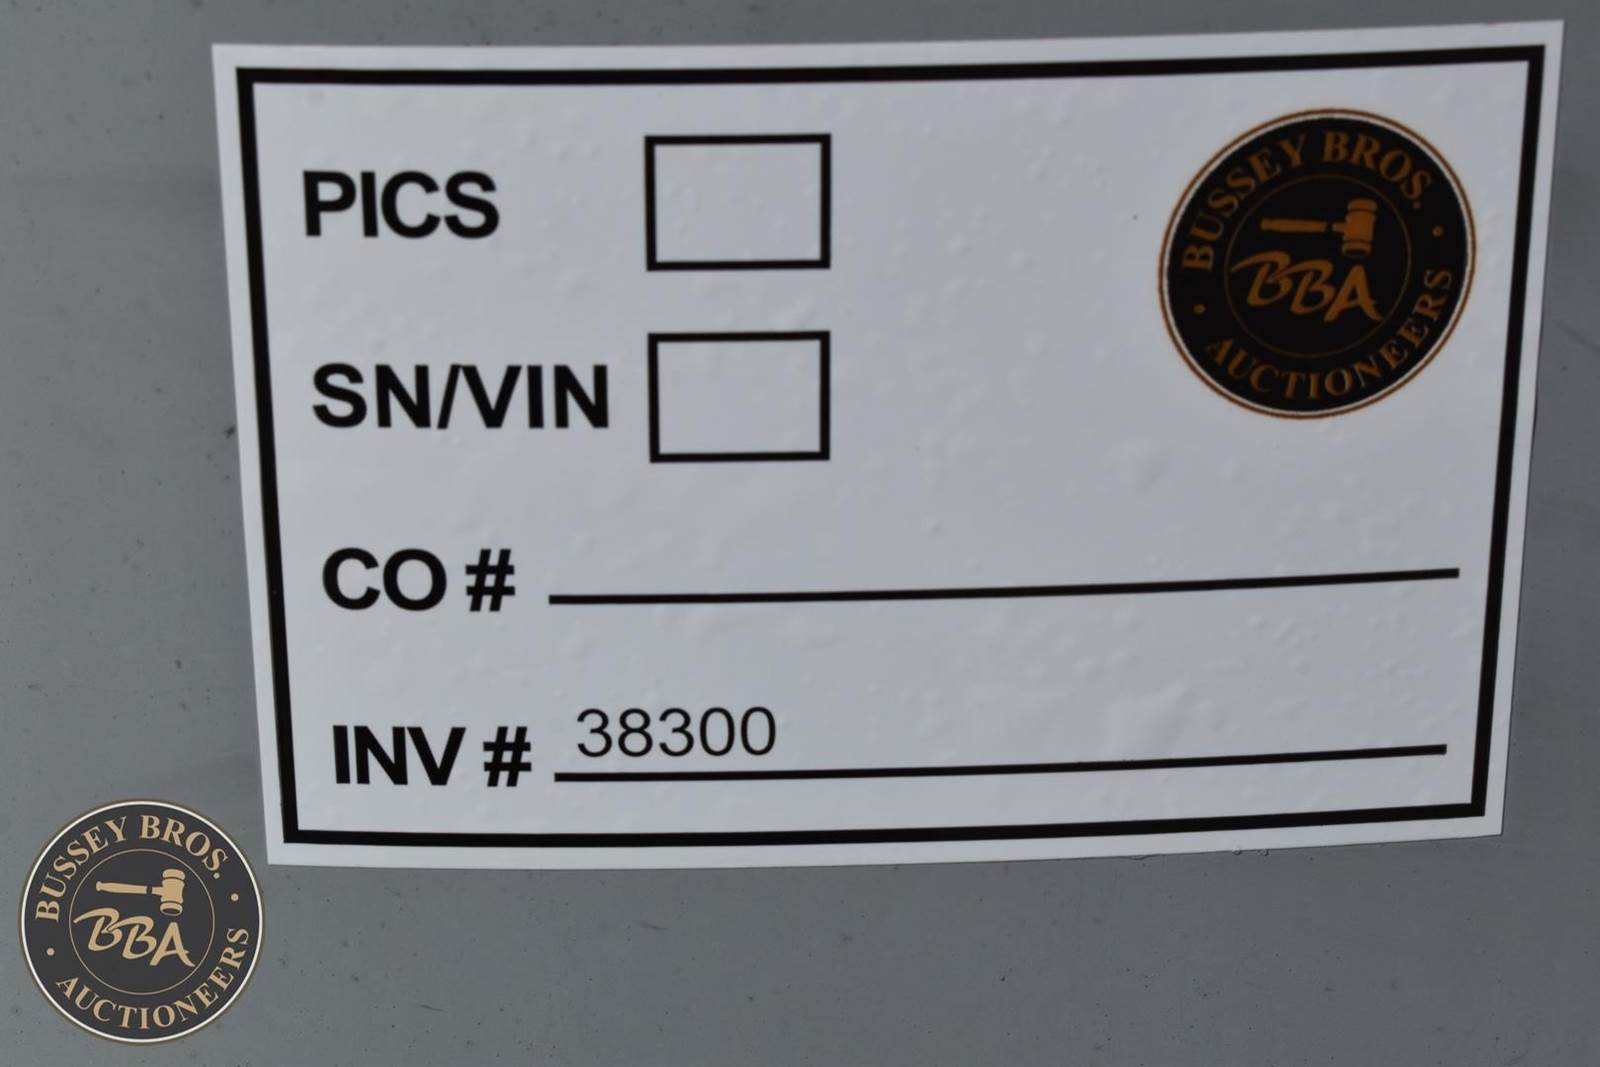 PICS
BUSSEY BROS.
BBA
AUCTIONEERS
SN/VIN
CO #
INV # 38300
BUSSEY BROS.
BBA
AUCTIONEERS